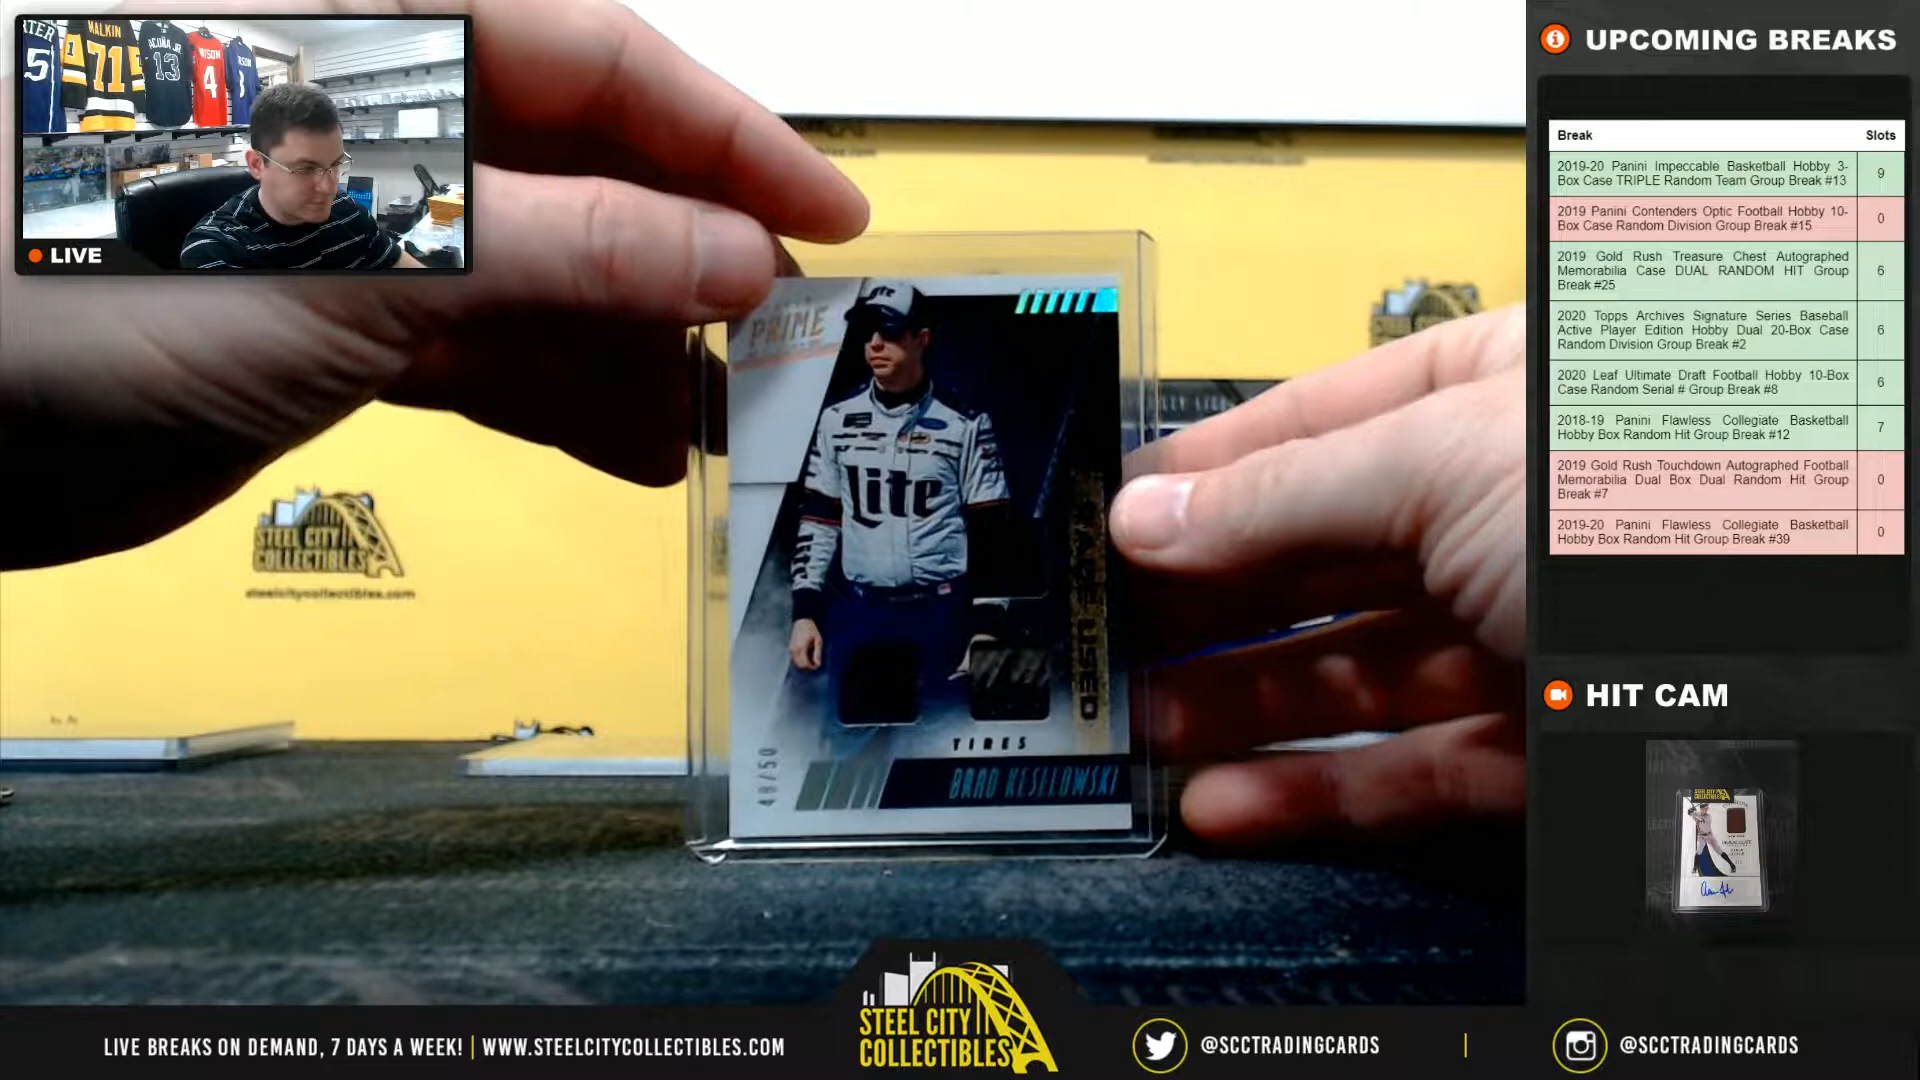 UPCOMING BREAKS
Break Slots
2019-20 Panini Impeccable Basketball Hobby 3-
Box Case TRIPLE Random Team Group Break #13
9
2019 Panini Contenders Optic Football Hobby 10-
Box Case Random Division Group Break #15
0
2019 Gold Rush Treasure Chest Autographed
Memorabilia Case DUAL RANDOM HIT Group
Break #25
6
2020 Topps Archives Signature Series Baseball
Active Player Edition Hobby Dual 20-Box Case
Random Division Group Break #2
6
2020 Leaf Ultimate Draft Football Hobby 10-Box
Case Random Serial # Group Break #8
6
2018-19 Panini Flawless Collegiate Basketball
Hobby Box Random Hit Group Break #12
7
2019 Gold Rush Touchdown Autographed Football
Memorabilia Dual Box Dual Random Hit Group
Break #7
0
2019-20 Panini Flawless Collegiate Basketball
Hobby Box Random Hit Group Break #39
0
HIT CAM
MALKIN
71
ACUÑA JR
13
4
5
LIVE
PRIME
Lite
RACE USED
TIRES
BRAD KESELOWSKI
STEEL CITY
COLLECTIBLES
steelcitycollectibles.com
LIVE BREAKS ON DEMAND, 7 DAYS A WEEK! | WWW.STEELCITYCOLLECTIBLES.COM
STEEL CITY
COLLECTIBLES
@SCCTRADINGCARDS | @SCCTRADINGCARDS